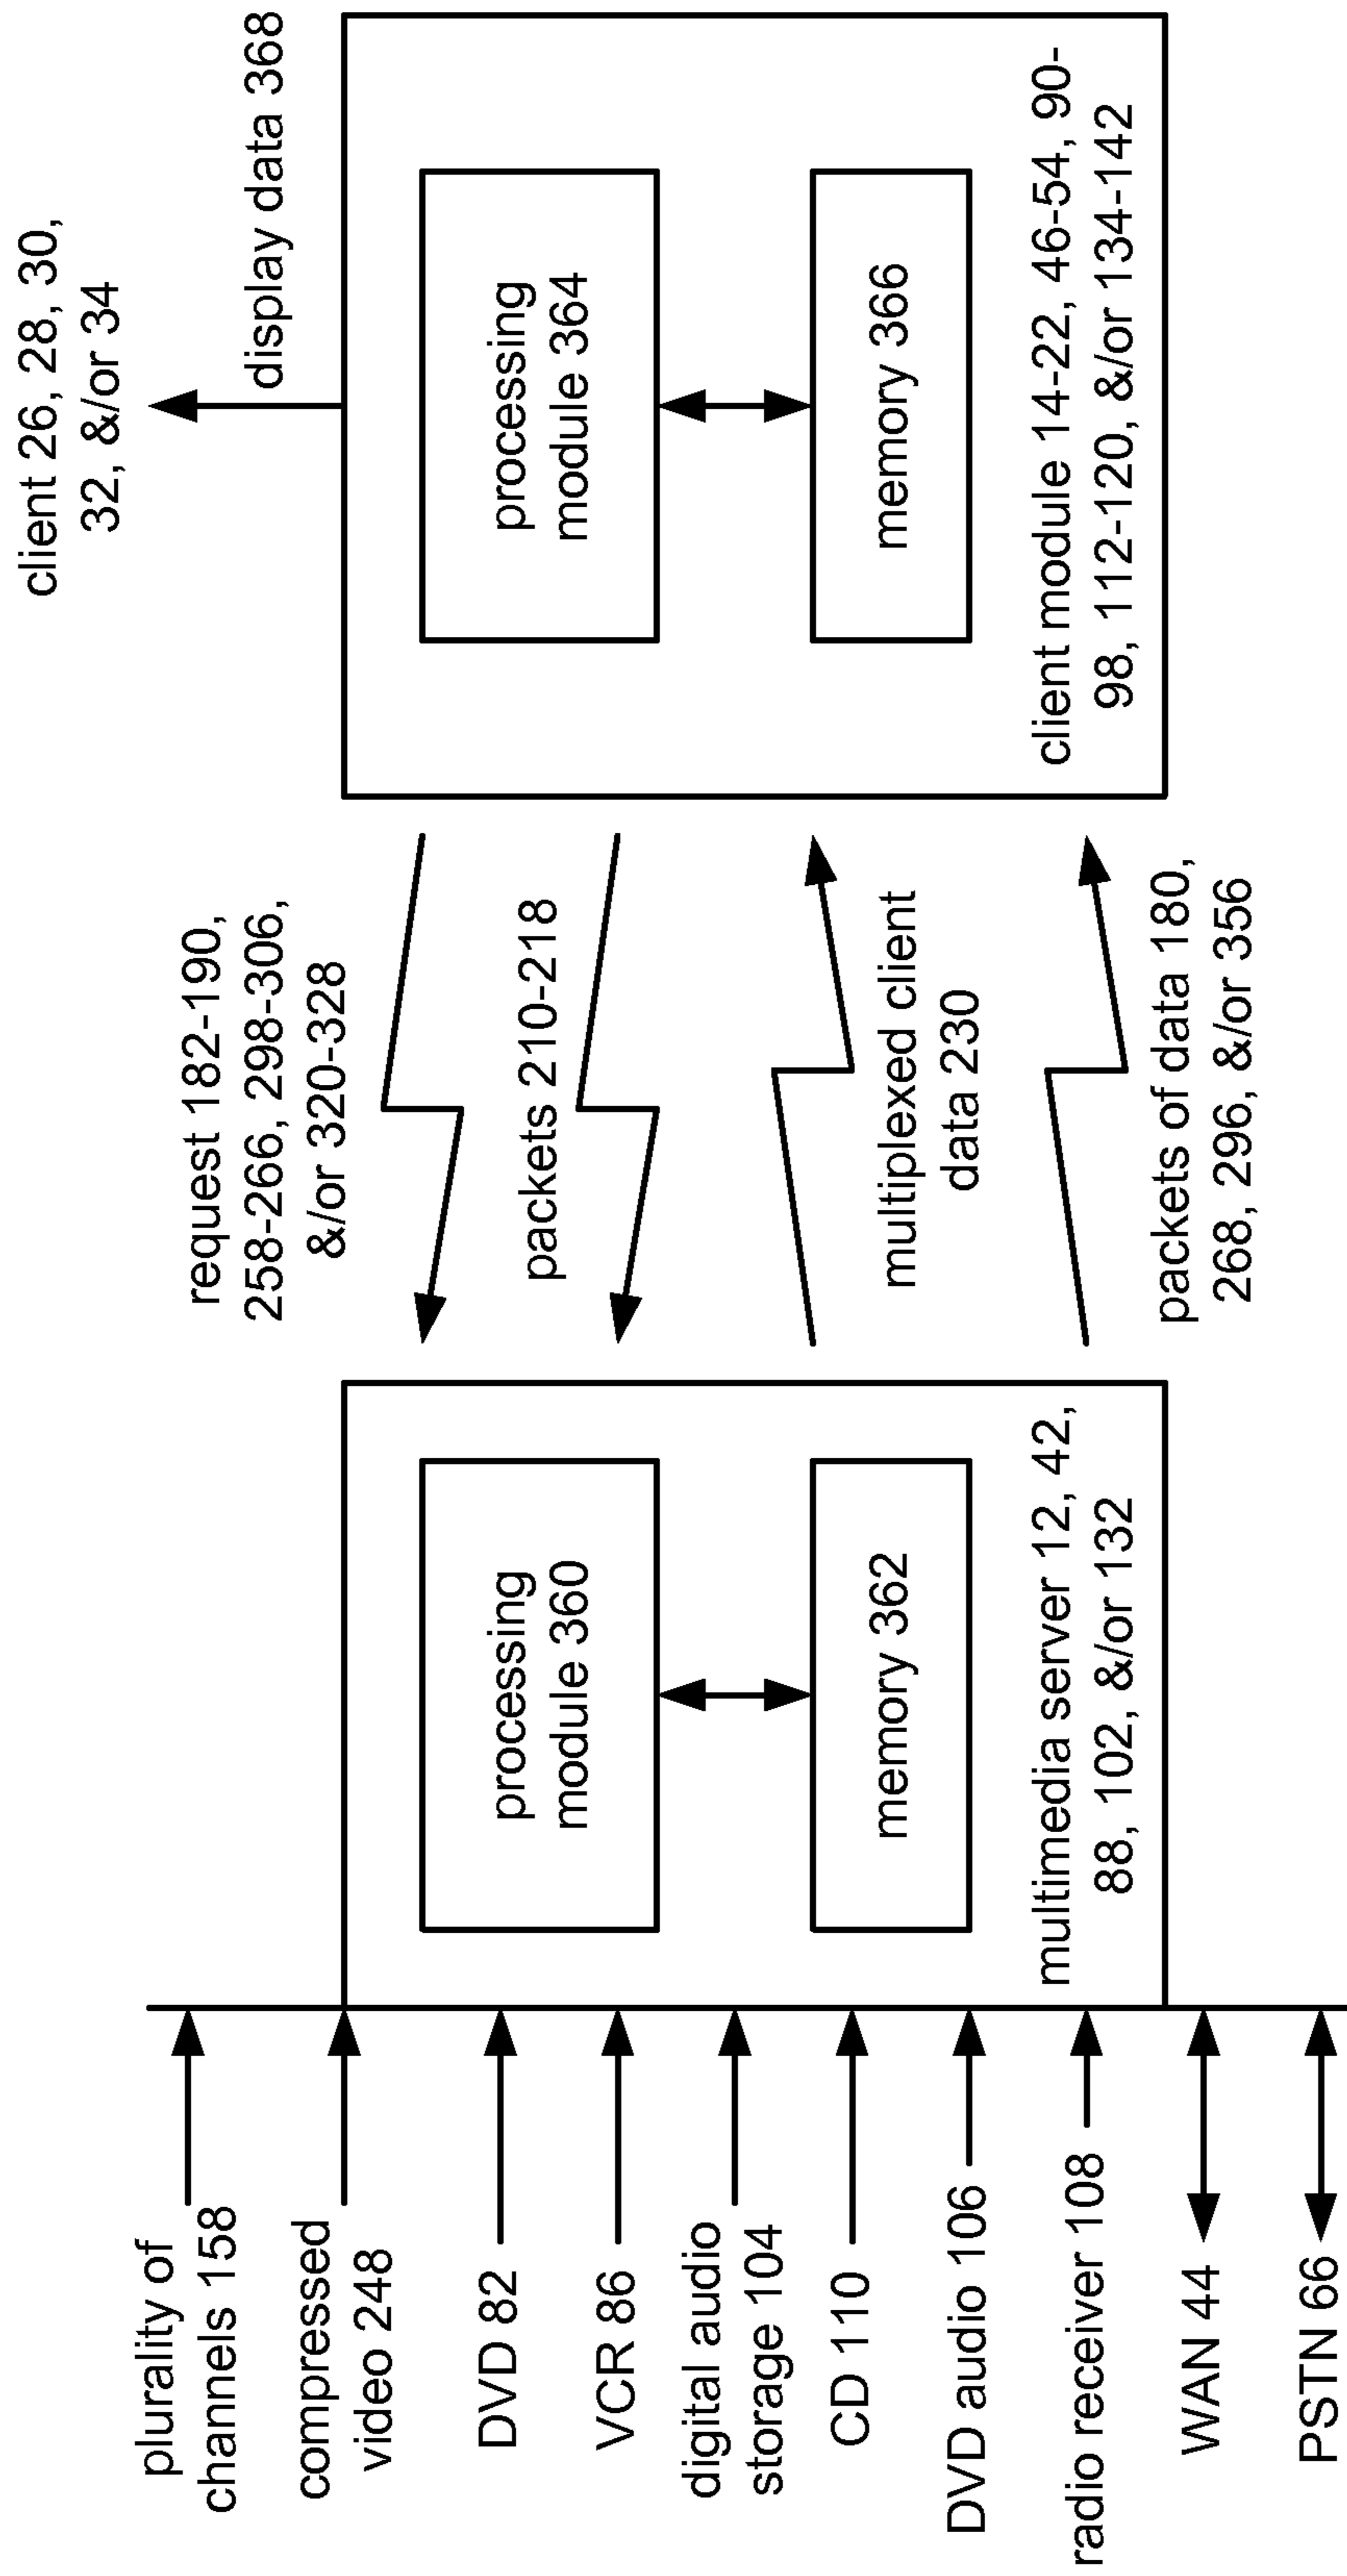 plurality of
channels 158
compressed
video 248
DVD 82
VCR 86
digital audio
storage 104
CD 110
DVD audio 106
radio receiver 108
WAN 44
PSTN 66
processing
module 360
memory 362
multimedia server 12, 42,
88, 102, &/or 132
request 182-190,
258-266, 298-306,
&/or 320-328
packets 210-218
multiplexed client
data 230
packets of data 180,
268, 296, &/or 356
client 26, 28, 30,
32, &/or 34
display data 368
processing
module 364
memory 366
client module 14-22, 46-54, 90-
98, 112-120, &/or 134-142